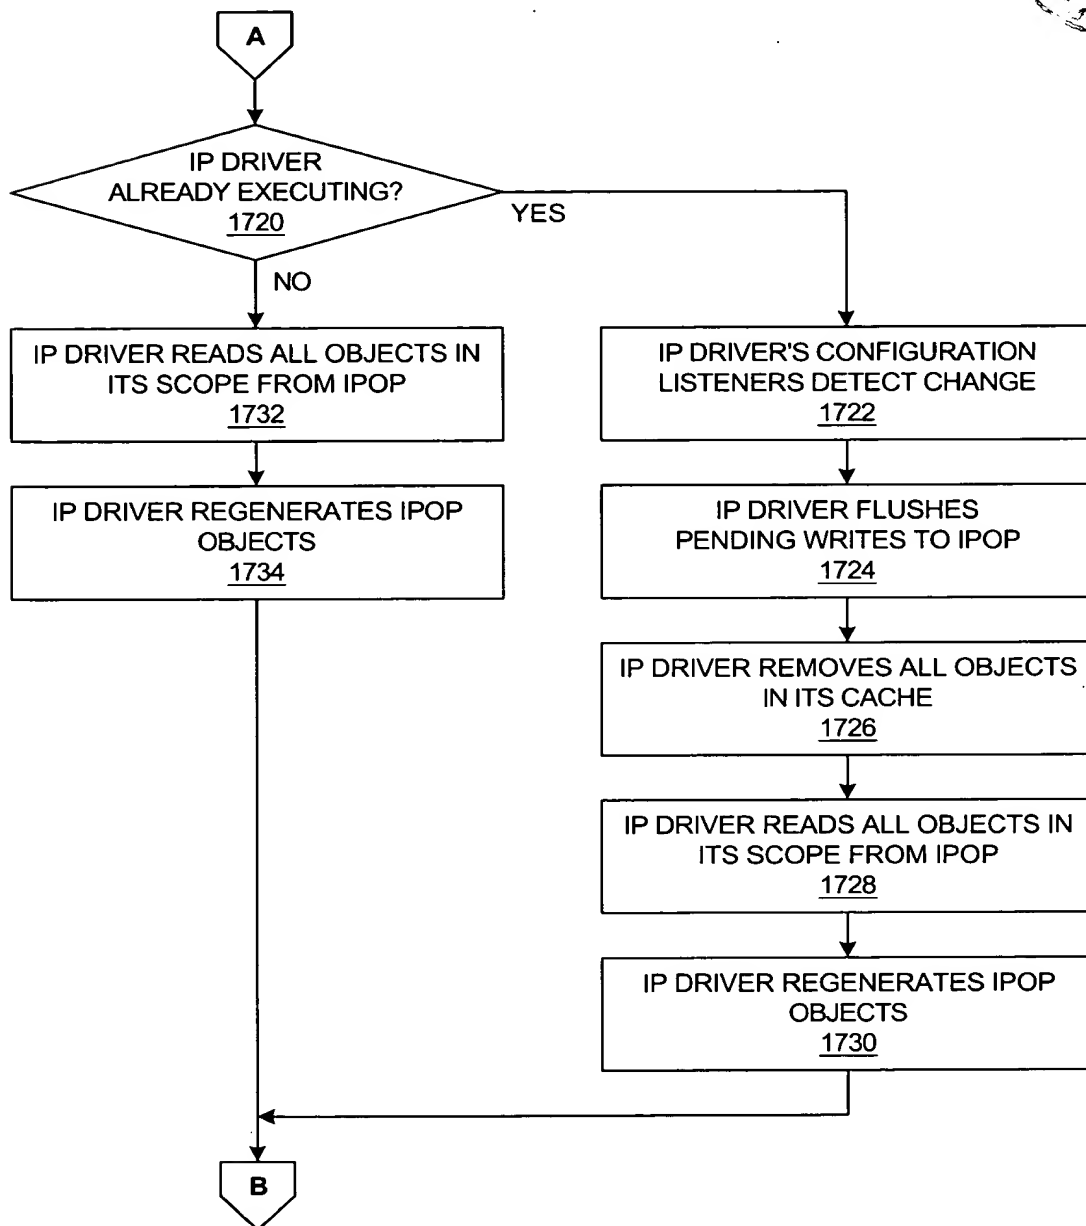 A
IP DRIVER
ALREADY EXECUTING?
1720
YES
NO
IP DRIVER READS ALL OBJECTS IN
ITS SCOPE FROM IPOP
1732
IP DRIVER REGENERATES IPOP
OBJECTS
1734
IP DRIVER'S CONFIGURATION
LISTENERS DETECT CHANGE
1722
IP DRIVER FLUSHES
PENDING WRITES TO IPOP
1724
IP DRIVER REMOVES ALL OBJECTS
IN ITS CACHE
1726
IP DRIVER READS ALL OBJECTS IN
ITS SCOPE FROM IPOP
1728
IP DRIVER REGENERATES IPOP
OBJECTS
1730
B